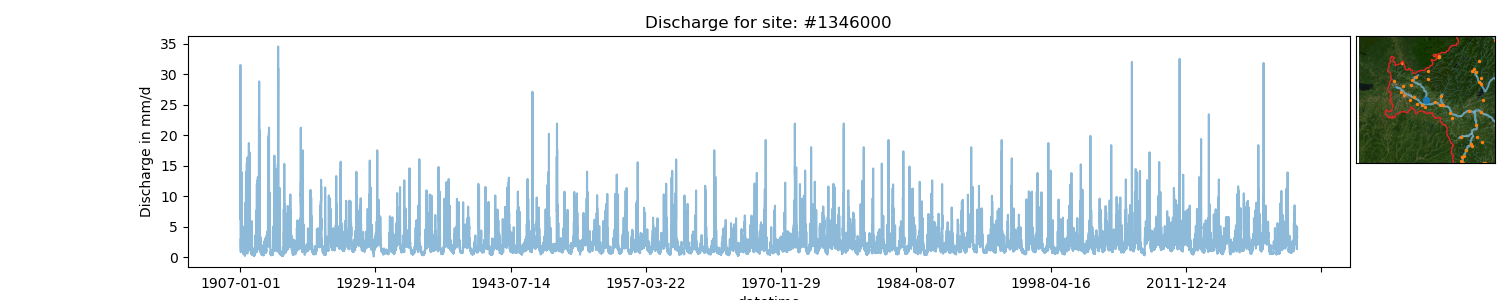 Discharge for site: #1346000
Discharge in mm/d
35
30
25
20
15
10
5
0
1907-01-01 1929-11-04 1943-07-14 1957-03-22 1970-11-29 1984-08-07 1998-04-16 2011-12-24
datetime